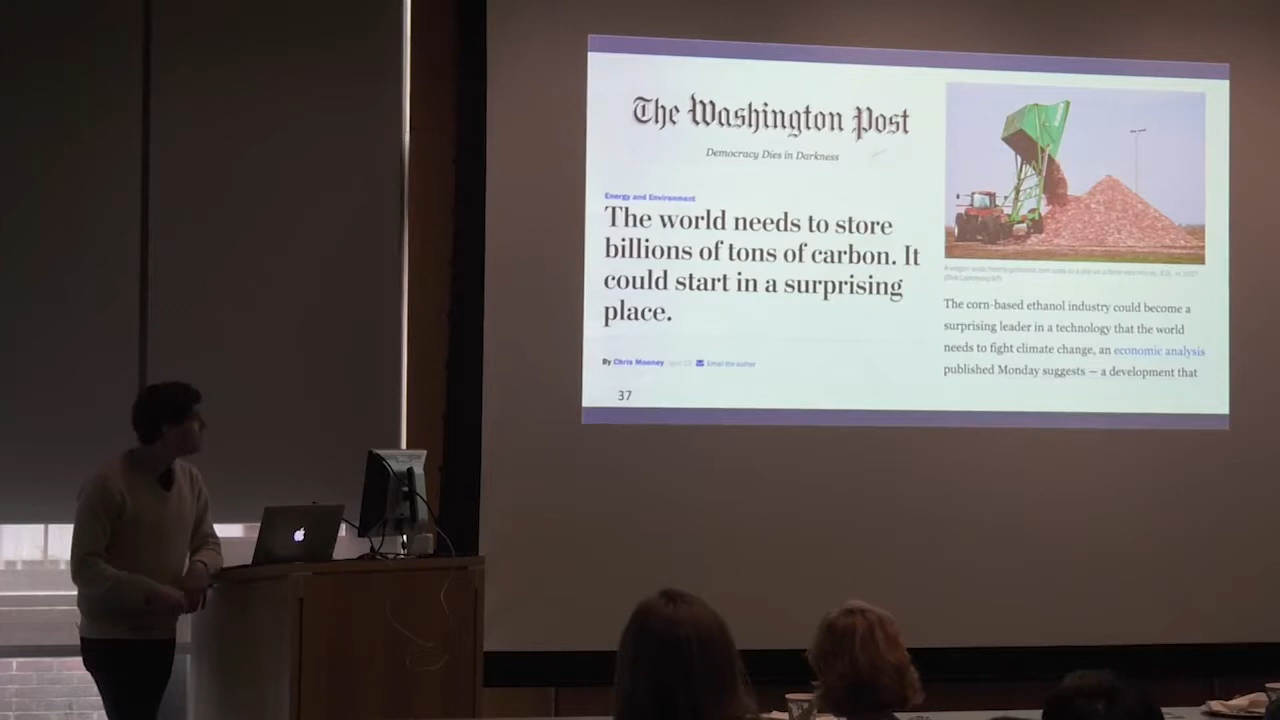 The Washington Post
Democracy Dies in Darkness
Energy and Environment
The world needs to store
billions of tons of carbon. It
could start in a surprising
place.
By Chris Mooney
Email the author
37
The corn-based ethanol industry could become a
surprising leader in a technology that the world
needs to fight climate change, an economic analysis
published Monday suggests — a development that